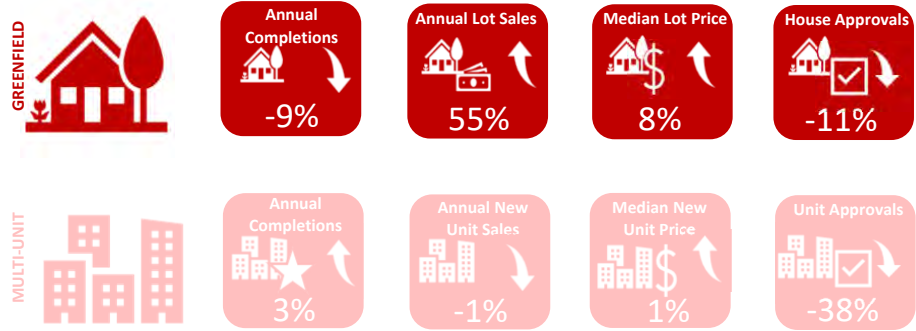 GREENFIELD
Annual
Completions
-9%
Annual Lot Sales
55%
Median Lot Price
$
8%
House Approvals
-11%
MULTI-UNIT
Annual
Completions
3%
Annual New
Unit Sales
-1%
Median New
Unit Price
$
1%
Unit Approvals
-38%